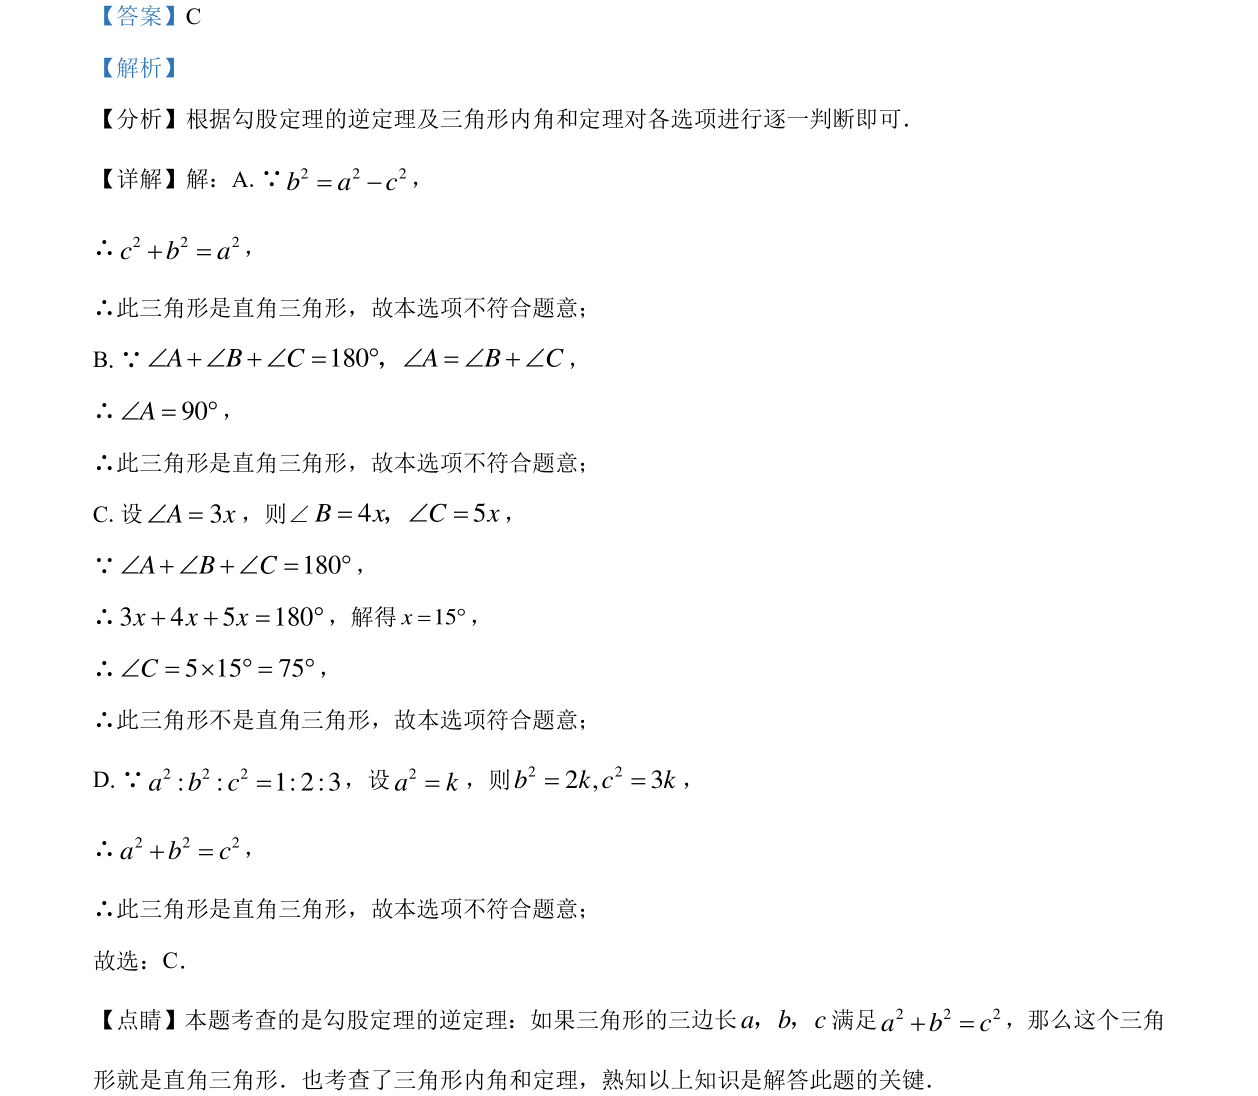 【答案】C
【解析】
【分析】根据勾股定理的逆定理及三角形内角和定理对各选项进行逐一判断即可．
【详解】解：A. ∵b² = a² − c²，
∴c² + b² = a²，
∴此三角形是直角三角形，故本选项不符合题意；
B. ∵∠A + ∠B + ∠C = 180°，∠A = ∠B + ∠C，
∴∠A = 90°，
∴此三角形是直角三角形，故本选项不符合题意；
C. 设∠A = 3x，则∠B = 4x，∠C = 5x，
∵∠A + ∠B + ∠C = 180°，
∴3x + 4x + 5x = 180°，解得x = 15°，
∴∠C = 5×15° = 75°，
∴此三角形不是直角三角形，故本选项符合题意；
D. ∵a² : b² : c² = 1 : 2 : 3，设a² = k，则b² = 2k, c² = 3k，
∴a² + b² = c²，
∴此三角形是直角三角形，故本选项不符合题意；
故选：C．
【点睛】本题考查的是勾股定理的逆定理：如果三角形的三边长a，b，c满足a² + b² = c²，那么这个三角
形就是直角三角形．也考查了三角形内角和定理，熟知以上知识是解答此题的关键．